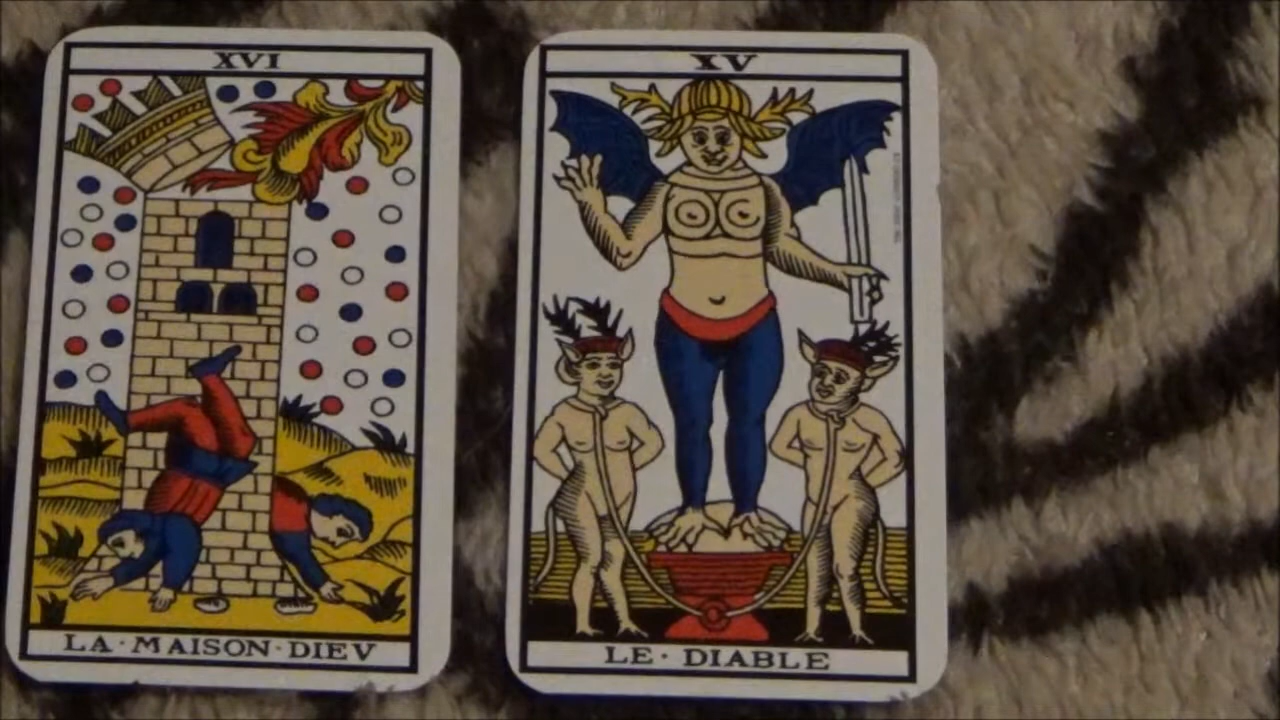 XVI
LA · MAISON · DIEV
XV
LE · DIABLE